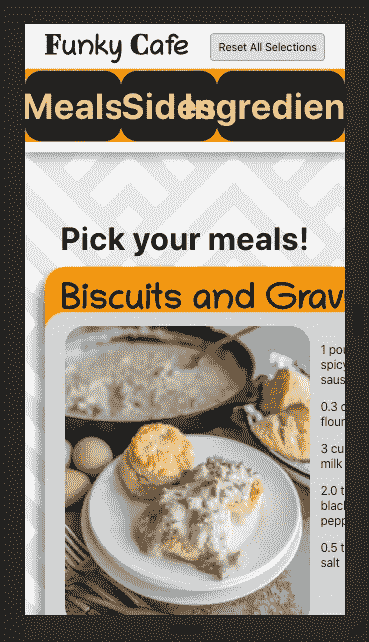 Funky Cafe
Reset All Selections
Meals Sides Ingredien
Pick your meals!
Biscuits and Grav
1 po
spicy
saus
0.3 c
flour
3 cu
milk
2.0 t
black
pepp
0.5 t
salt